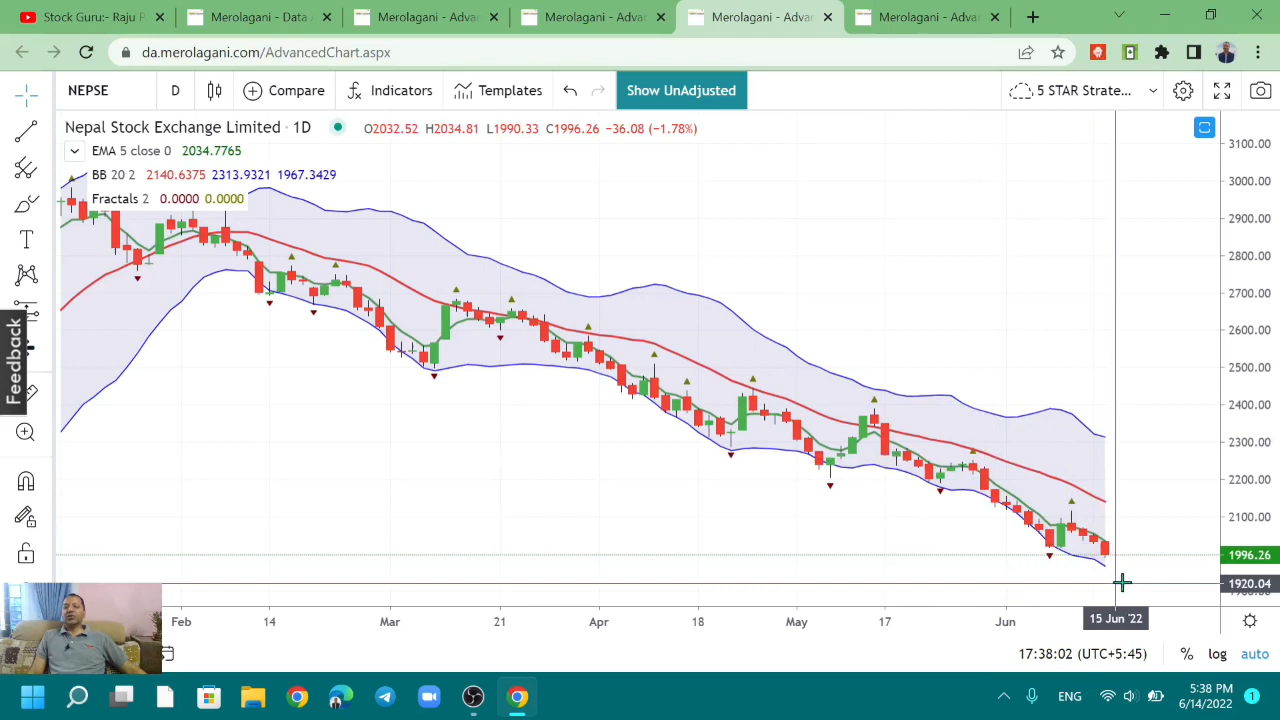 Stock Guru:- Raju P
Merolagani - Data A
Merolagani - Adva
Merolagani - Adva
Merolagani - Adva
Merolagani - Adva
da.merolagani.com/AdvancedChart.aspx
NEPSE
D
Compare
Indicators
Templates
Show UnAdjusted
5 STAR Strate...
Nepal Stock Exchange Limited · 1D
O2032.52 H2034.81 L1990.33 C1996.26 −36.08 (−1.78%)
EMA 5 close 0 2034.7765
BB 20 2 2140.6375 2313.9321 1967.3429
Fractals 2 0.0000 0.0000
3100.00
3000.00
2900.00
2800.00
2700.00
2600.00
2500.00
2400.00
2300.00
2200.00
2100.00
1996.26
1920.04
Feedback
Feb 14 Mar 21 Apr 18 May 17 Jun 15 Jun '22
17:38:02 (UTC+5:45) % log auto
ENG
5:38 PM
6/14/2022
1